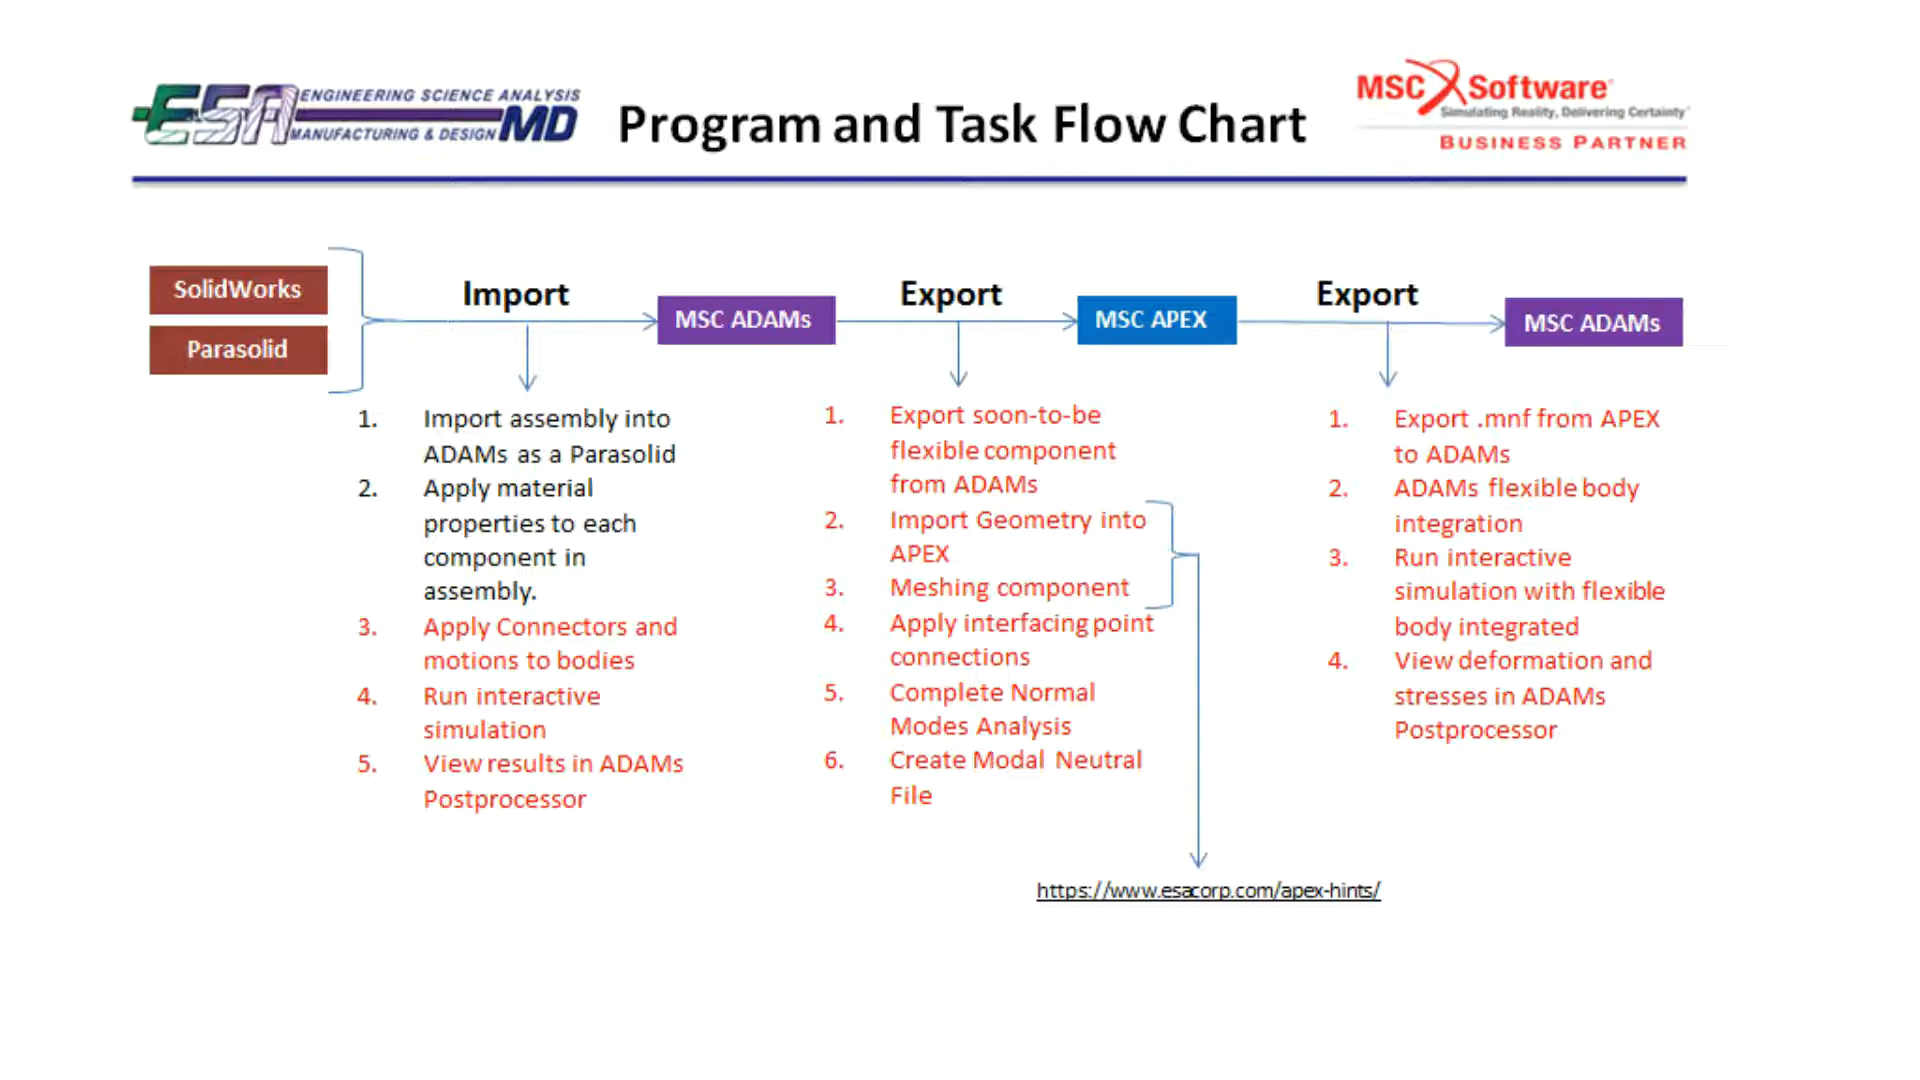 ESA ENGINEERING SCIENCE ANALYSIS
MANUFACTURING & DESIGN MD
Program and Task Flow Chart
MSC Software®
Simulating Reality, Delivering Certainty™
BUSINESS PARTNER
SolidWorks
Parasolid
Import
MSC ADAMs
Export
MSC APEX
Export
MSC ADAMs
1. Import assembly into
ADAMs as a Parasolid
2. Apply material
properties to each
component in
assembly.
3. Apply Connectors and
motions to bodies
4. Run interactive
simulation
5. View results in ADAMs
Postprocessor
1. Export soon-to-be
flexible component
from ADAMs
2. Import Geometry into
APEX
3. Meshing component
4. Apply interfacing point
connections
5. Complete Normal
Modes Analysis
6. Create Modal Neutral
File
1. Export .mnf from APEX
to ADAMs
2. ADAMs flexible body
integration
3. Run interactive
simulation with flexible
body integrated
4. View deformation and
stresses in ADAMs
Postprocessor
https://www.esacorp.com/apex-hints/